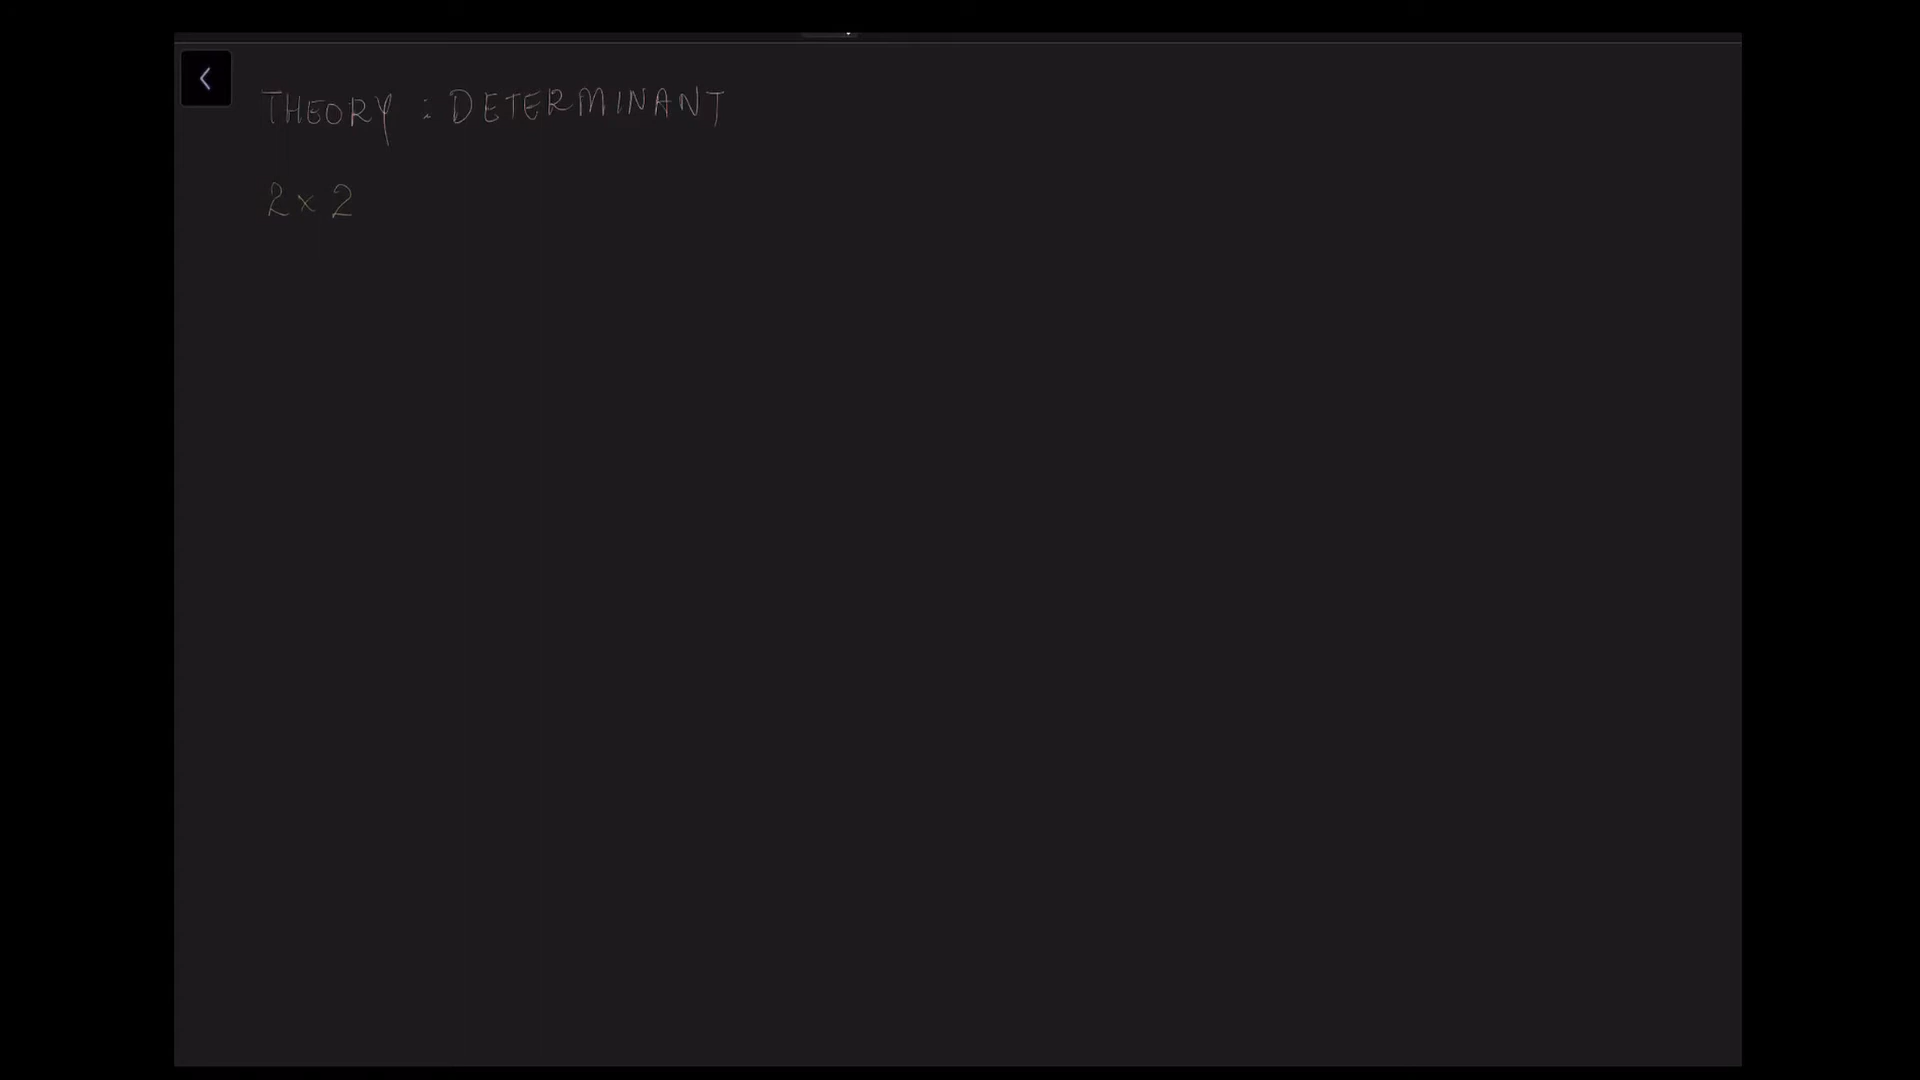 THEORY : DETERMINANT
2 x 2